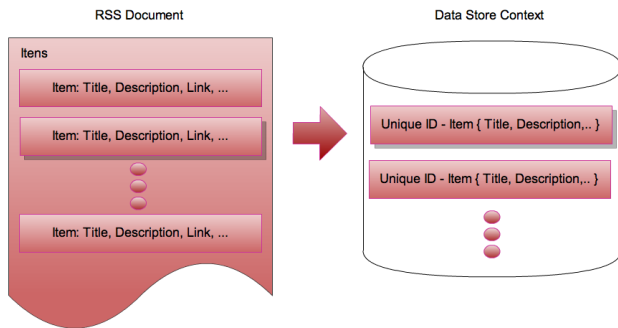 RSS Document
Itens
Item: Title, Description, Link, ...
Item: Title, Description, Link, ...
Item: Title, Description, Link, ...
Data Store Context
Unique ID - Item { Title, Description,.. }
Unique ID - Item { Title, Description,.. }